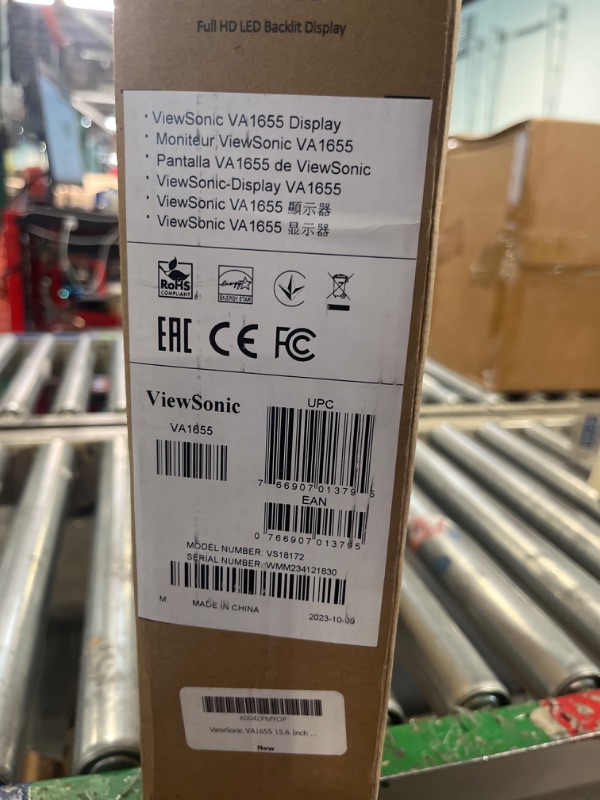 Full HD LED Backlit Display
· ViewSonic VA1655 Display
· Moniteur ViewSonic VA1655
· Pantalla VA1655 de ViewSonic
· ViewSonic-Display VA1655
· ViewSonic VA1655 顯示器
· ViewSonic VA1655 显示器
RoHS
COMPLIANT
ENERGY STAR
EAC CE FC
ViewSonic
VA1655
UPC
7 66907 01379 5
EAN
0 766907 013795
MODEL NUMBER: VS18172
SERIAL NUMBER: WMM234121830
M MADE IN CHINA 2023-10-09
X0042PMYOP
ViewSonic VA1655 15.6 Inch ...
New